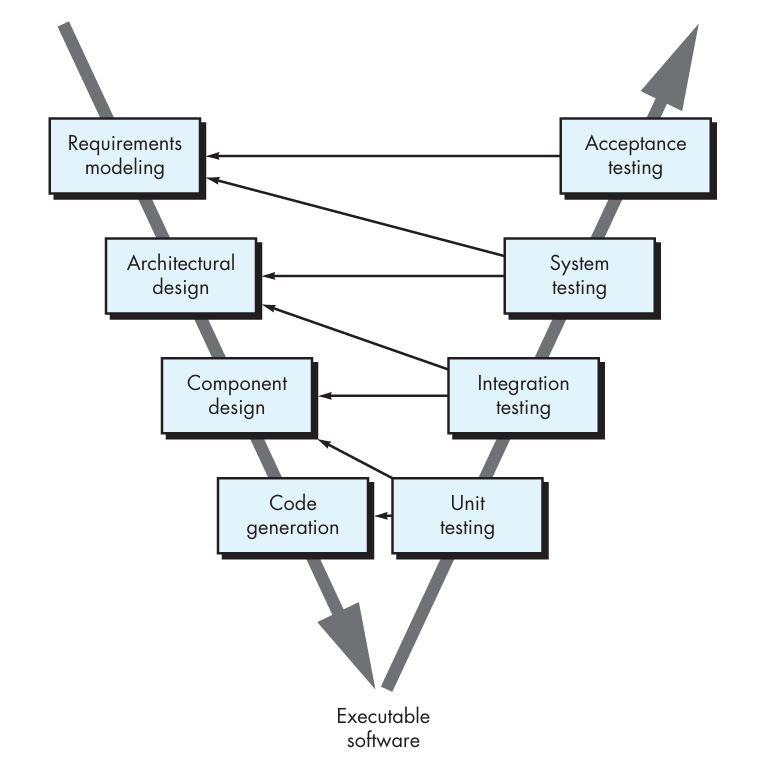 Requirements
modeling
Acceptance
testing
Architectural
design
System
testing
Component
design
Integration
testing
Code
generation
Unit
testing
Executable
software